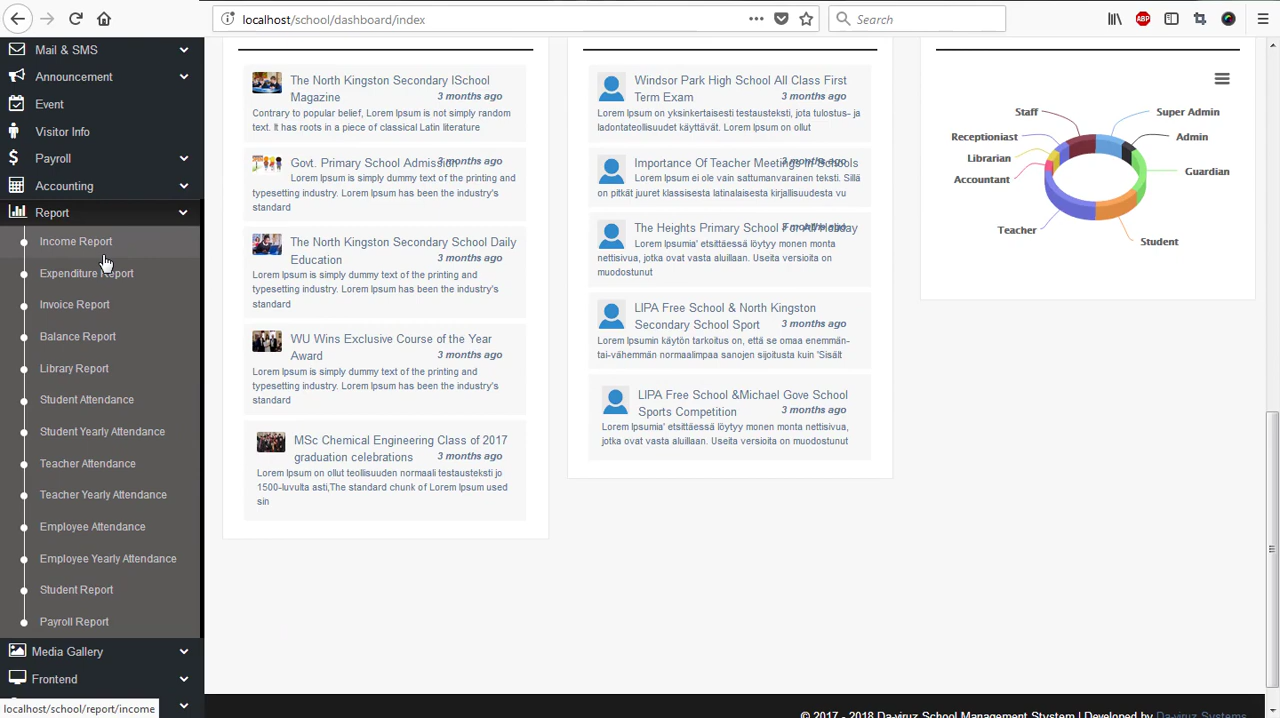 localhost/school/dashboard/index
Search
Mail & SMS
Announcement
Event
Visitor Info
Payroll
Accounting
Report
Income Report
Expenditure Report
Invoice Report
Balance Report
Library Report
Student Attendance
Student Yearly Attendance
Teacher Attendance
Teacher Yearly Attendance
Employee Attendance
Employee Yearly Attendance
Student Report
Payroll Report
Media Gallery
Frontend
localhost/school/report/income
The North Kingston Secondary ISchool
Magazine 3 months ago
Contrary to popular belief, Lorem Ipsum is not simply random
text. It has roots in a piece of classical Latin literature
Govt. Primary School Admission 3 months ago
Lorem Ipsum is simply dummy text of the printing and
typesetting industry. Lorem Ipsum has been the industry's
standard
The North Kingston Secondary School Daily
Education 3 months ago
Lorem Ipsum is simply dummy text of the printing and
typesetting industry. Lorem Ipsum has been the industry's
standard
WU Wins Exclusive Course of the Year
Award 3 months ago
Lorem Ipsum is simply dummy text of the printing and
typesetting industry. Lorem Ipsum has been the industry's
standard
MSc Chemical Engineering Class of 2017
graduation celebrations 3 months ago
Lorem Ipsum on ollut teollisuuden normaali testausteksti jo
1500-luvulta asti,The standard chunk of Lorem Ipsum used
sin
Windsor Park High School All Class First
Term Exam 3 months ago
Lorem Ipsum on yksinkertaisesti testausteksti, jota tulostus- ja
ladontateollisuudet käyttävät. Lorem Ipsum on ollut
Importance Of Teacher Meetings In Schools 3 months ago
Lorem Ipsum ei ole vain sattumanvarainen teksti. Sillä
on pitkät juuret klassisesta latinalaisesta kirjallisuudesta vu
The Heights Primary School For All Holiday 3 months ago
Lorem Ipsumia' etsittäessä löytyy monen monta
nettisivua, jotka ovat vasta aluillaan. Useita versioita on
muodostunut
LIPA Free School & North Kingston
Secondary School Sport 3 months ago
Lorem Ipsumin käytön tarkoitus on, että se omaa enemmän-
tai-vähemmän normaalimpaa sanojen sijoitusta kuin 'Sisält
LIPA Free School &Michael Gove School
Sports Competition 3 months ago
Lorem Ipsumia' etsittäessä löytyy monen monta nettisivua,
jotka ovat vasta aluillaan. Useita versioita on muodostunut
Staff
Super Admin
Receptioniast
Admin
Librarian
Guardian
Accountant
Teacher
Student
© 2017 - 2018 Da-viruz School Management Stystem | Developed by Da-viruz Systems